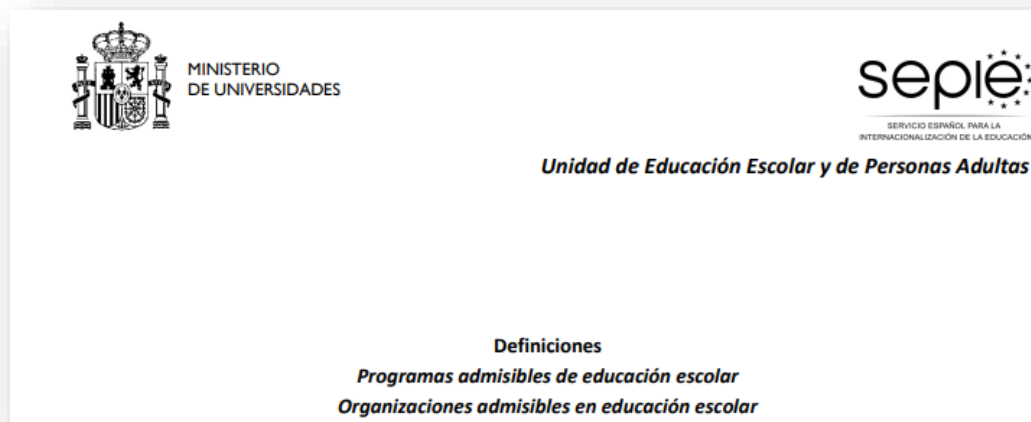 MINISTERIO
DE UNIVERSIDADES
sepie
SERVICIO ESPAÑOL PARA LA
INTERNACIONALIZACIÓN DE LA EDUCACIÓN
Unidad de Educación Escolar y de Personas Adultas
Definiciones
Programas admisibles de educación escolar
Organizaciones admisibles en educación escolar